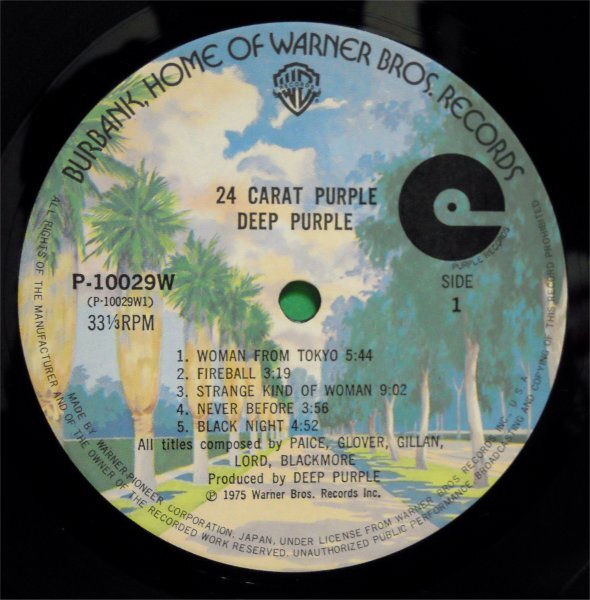 BURBANK, HOME OF WARNER BROS. RECORDS
24 CARAT PURPLE
DEEP PURPLE
PURPLE RECORDS
P-10029W
(P-10029W1)
33⅓RPM
SIDE
1
1. WOMAN FROM TOKYO 5:44
2. FIREBALL 3:19
3. STRANGE KIND OF WOMAN 9:02
4. NEVER BEFORE 3:56
5. BLACK NIGHT 4:52
All titles composed by PAICE, GLOVER, GILLAN,
LORD, BLACKMORE
Produced by DEEP PURPLE
℗ 1975 Warner Bros. Records Inc.
MADE BY WARNER-PIONEER CORPORATION, JAPAN, UNDER LICENSE FROM WARNER BROS. RECORDS INC., U.S.A.
ALL RIGHTS OF THE MANUFACTURER AND OF THE OWNER OF THE RECORDED WORK RESERVED. UNAUTHORIZED PUBLIC PERFORMANCE, BROADCASTING AND COPYING OF THIS RECORD PROHIBITED.